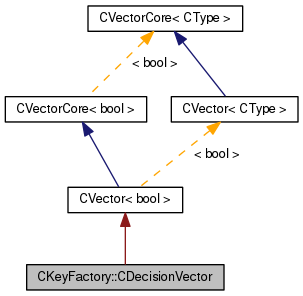 CVectorCore< CType >
< bool >
CVectorCore< bool >
CVector< CType >
< bool >
CVector< bool >
CKeyFactory::CDecisionVector